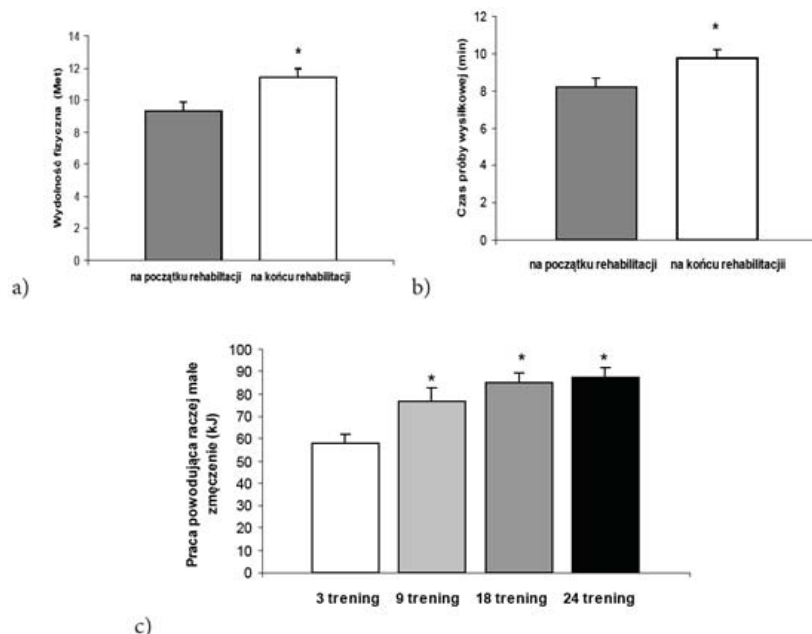 Wydolność fizyczna (Met)
14
12
10
8
6
4
2
0
*
na początku rehabilitacji
na końcu rehabilitacji
a)
Czas próby wysiłkowej (min)
12
10
8
6
4
2
0
*
na początku rehabilitacji
na końcu rehabilitacjii
b)
Praca powodująca raczej małe
zmęczenie (kJ)
100
90
80
70
60
50
40
30
20
10
0
*
*
*
3 trening
9 trening
18 trening
24 trening
c)